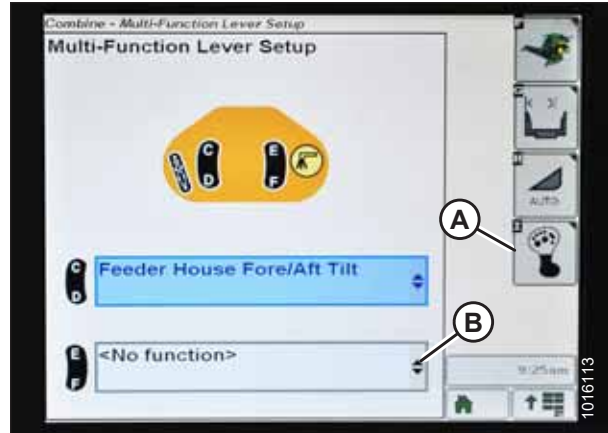 Combine - Multi-Function Lever Setup
Multi-Function Lever Setup
C
D
E
F
AUTO
A
C
D
Feeder House Fore/Aft Tilt
B
E
F
<No function>
9:25am
1016113